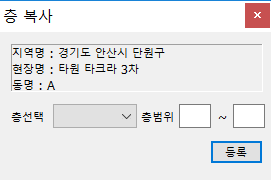 층 복사
지역명 : 경기도 안산시 단원구
현장명 : 타원 타크라 3차
동명 : A
층선택 층범위 ~
등록